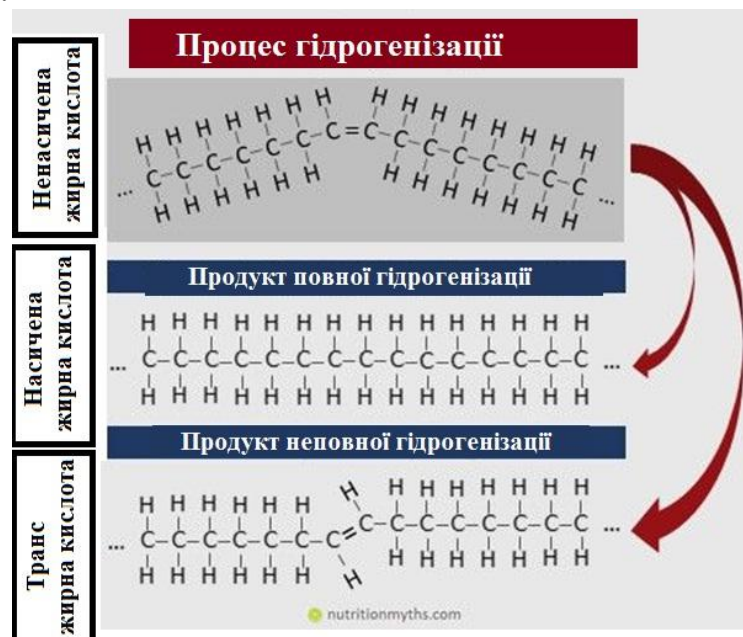 Процес гідрогенізації
Ненасичена
жирна кислота
H H H H H H H H H H H H H H H
... C–C–C–C–C–C–C=C–C–C–C–C–C–C–C ...
H H H H H H H H H H H H H
Продукт повної гідрогенізації
Насичена
жирна кислота
H H H H H H H H H H H H H H H
... C–C–C–C–C–C–C–C–C–C–C–C–C–C–C ...
H H H H H H H H H H H H H H H
Продукт неповної гідрогенізації
Транс
жирна кислота
H H H H H H H H H H H H H H
... C–C–C–C–C–C–C=C–C–C–C–C–C–C–C ...
H H H H H H H H H H H H H H
nutritionmyths.com